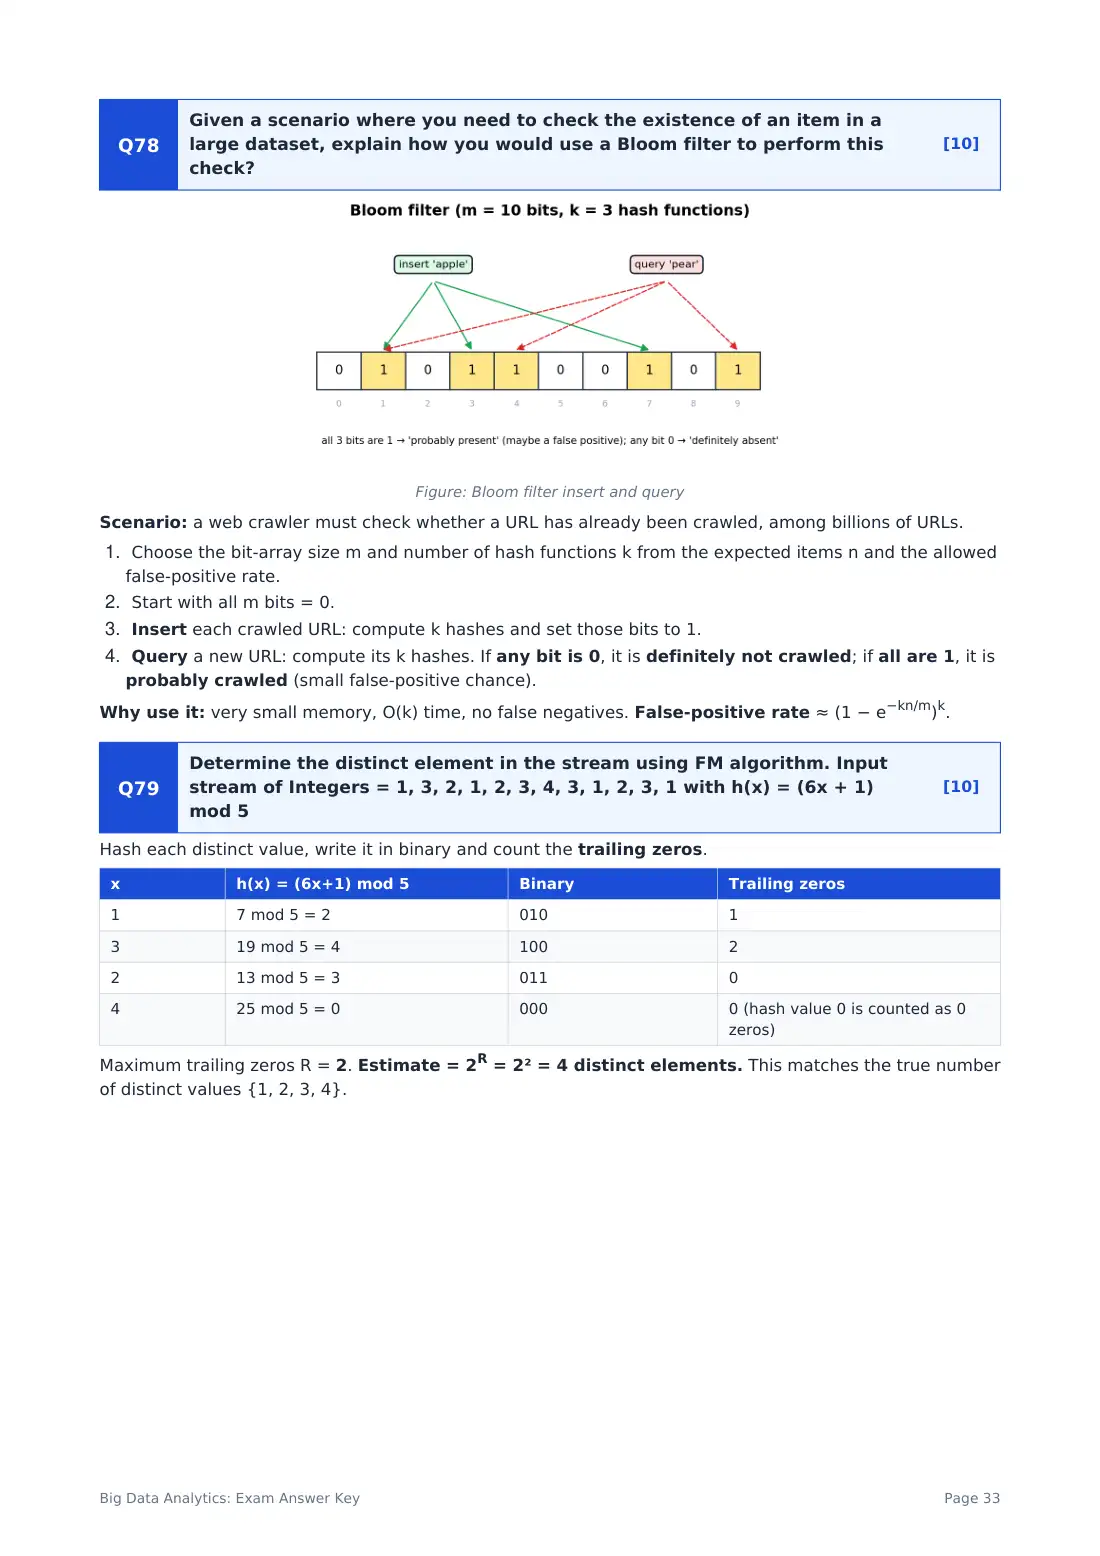 Q78
Given a scenario where you need to check the existence of an item in a
large dataset, explain how you would use a Bloom filter to perform this
check?
[10]
Bloom filter (m = 10 bits, k = 3 hash functions)
insert 'apple' query 'pear'
0 1 0 1 1 0 0 1 0 1
0 1 2 3 4 5 6 7 8 9
all 3 bits are 1 → 'probably present' (maybe a false positive); any bit 0 → 'definitely absent'
Figure: Bloom filter insert and query
Scenario: a web crawler must check whether a URL has already been crawled, among billions of URLs.
1. Choose the bit-array size m and number of hash functions k from the expected items n and the allowed
false-positive rate.
2. Start with all m bits = 0.
3. Insert each crawled URL: compute k hashes and set those bits to 1.
4. Query a new URL: compute its k hashes. If any bit is 0, it is definitely not crawled; if all are 1, it is
probably crawled (small false-positive chance).
Why use it: very small memory, O(k) time, no false negatives. False-positive rate ≈ (1 − e^−kn/m)^k.
Q79
Determine the distinct element in the stream using FM algorithm. Input
stream of Integers = 1, 3, 2, 1, 2, 3, 4, 3, 1, 2, 3, 1 with h(x) = (6x + 1)
mod 5
[10]
Hash each distinct value, write it in binary and count the trailing zeros.
x h(x) = (6x+1) mod 5 Binary Trailing zeros
1 7 mod 5 = 2 010 1
3 19 mod 5 = 4 100 2
2 13 mod 5 = 3 011 0
4 25 mod 5 = 0 000 0 (hash value 0 is counted as 0
zeros)
Maximum trailing zeros R = 2. Estimate = 2^R = 2² = 4 distinct elements. This matches the true number
of distinct values {1, 2, 3, 4}.
Big Data Analytics: Exam Answer Key Page 33